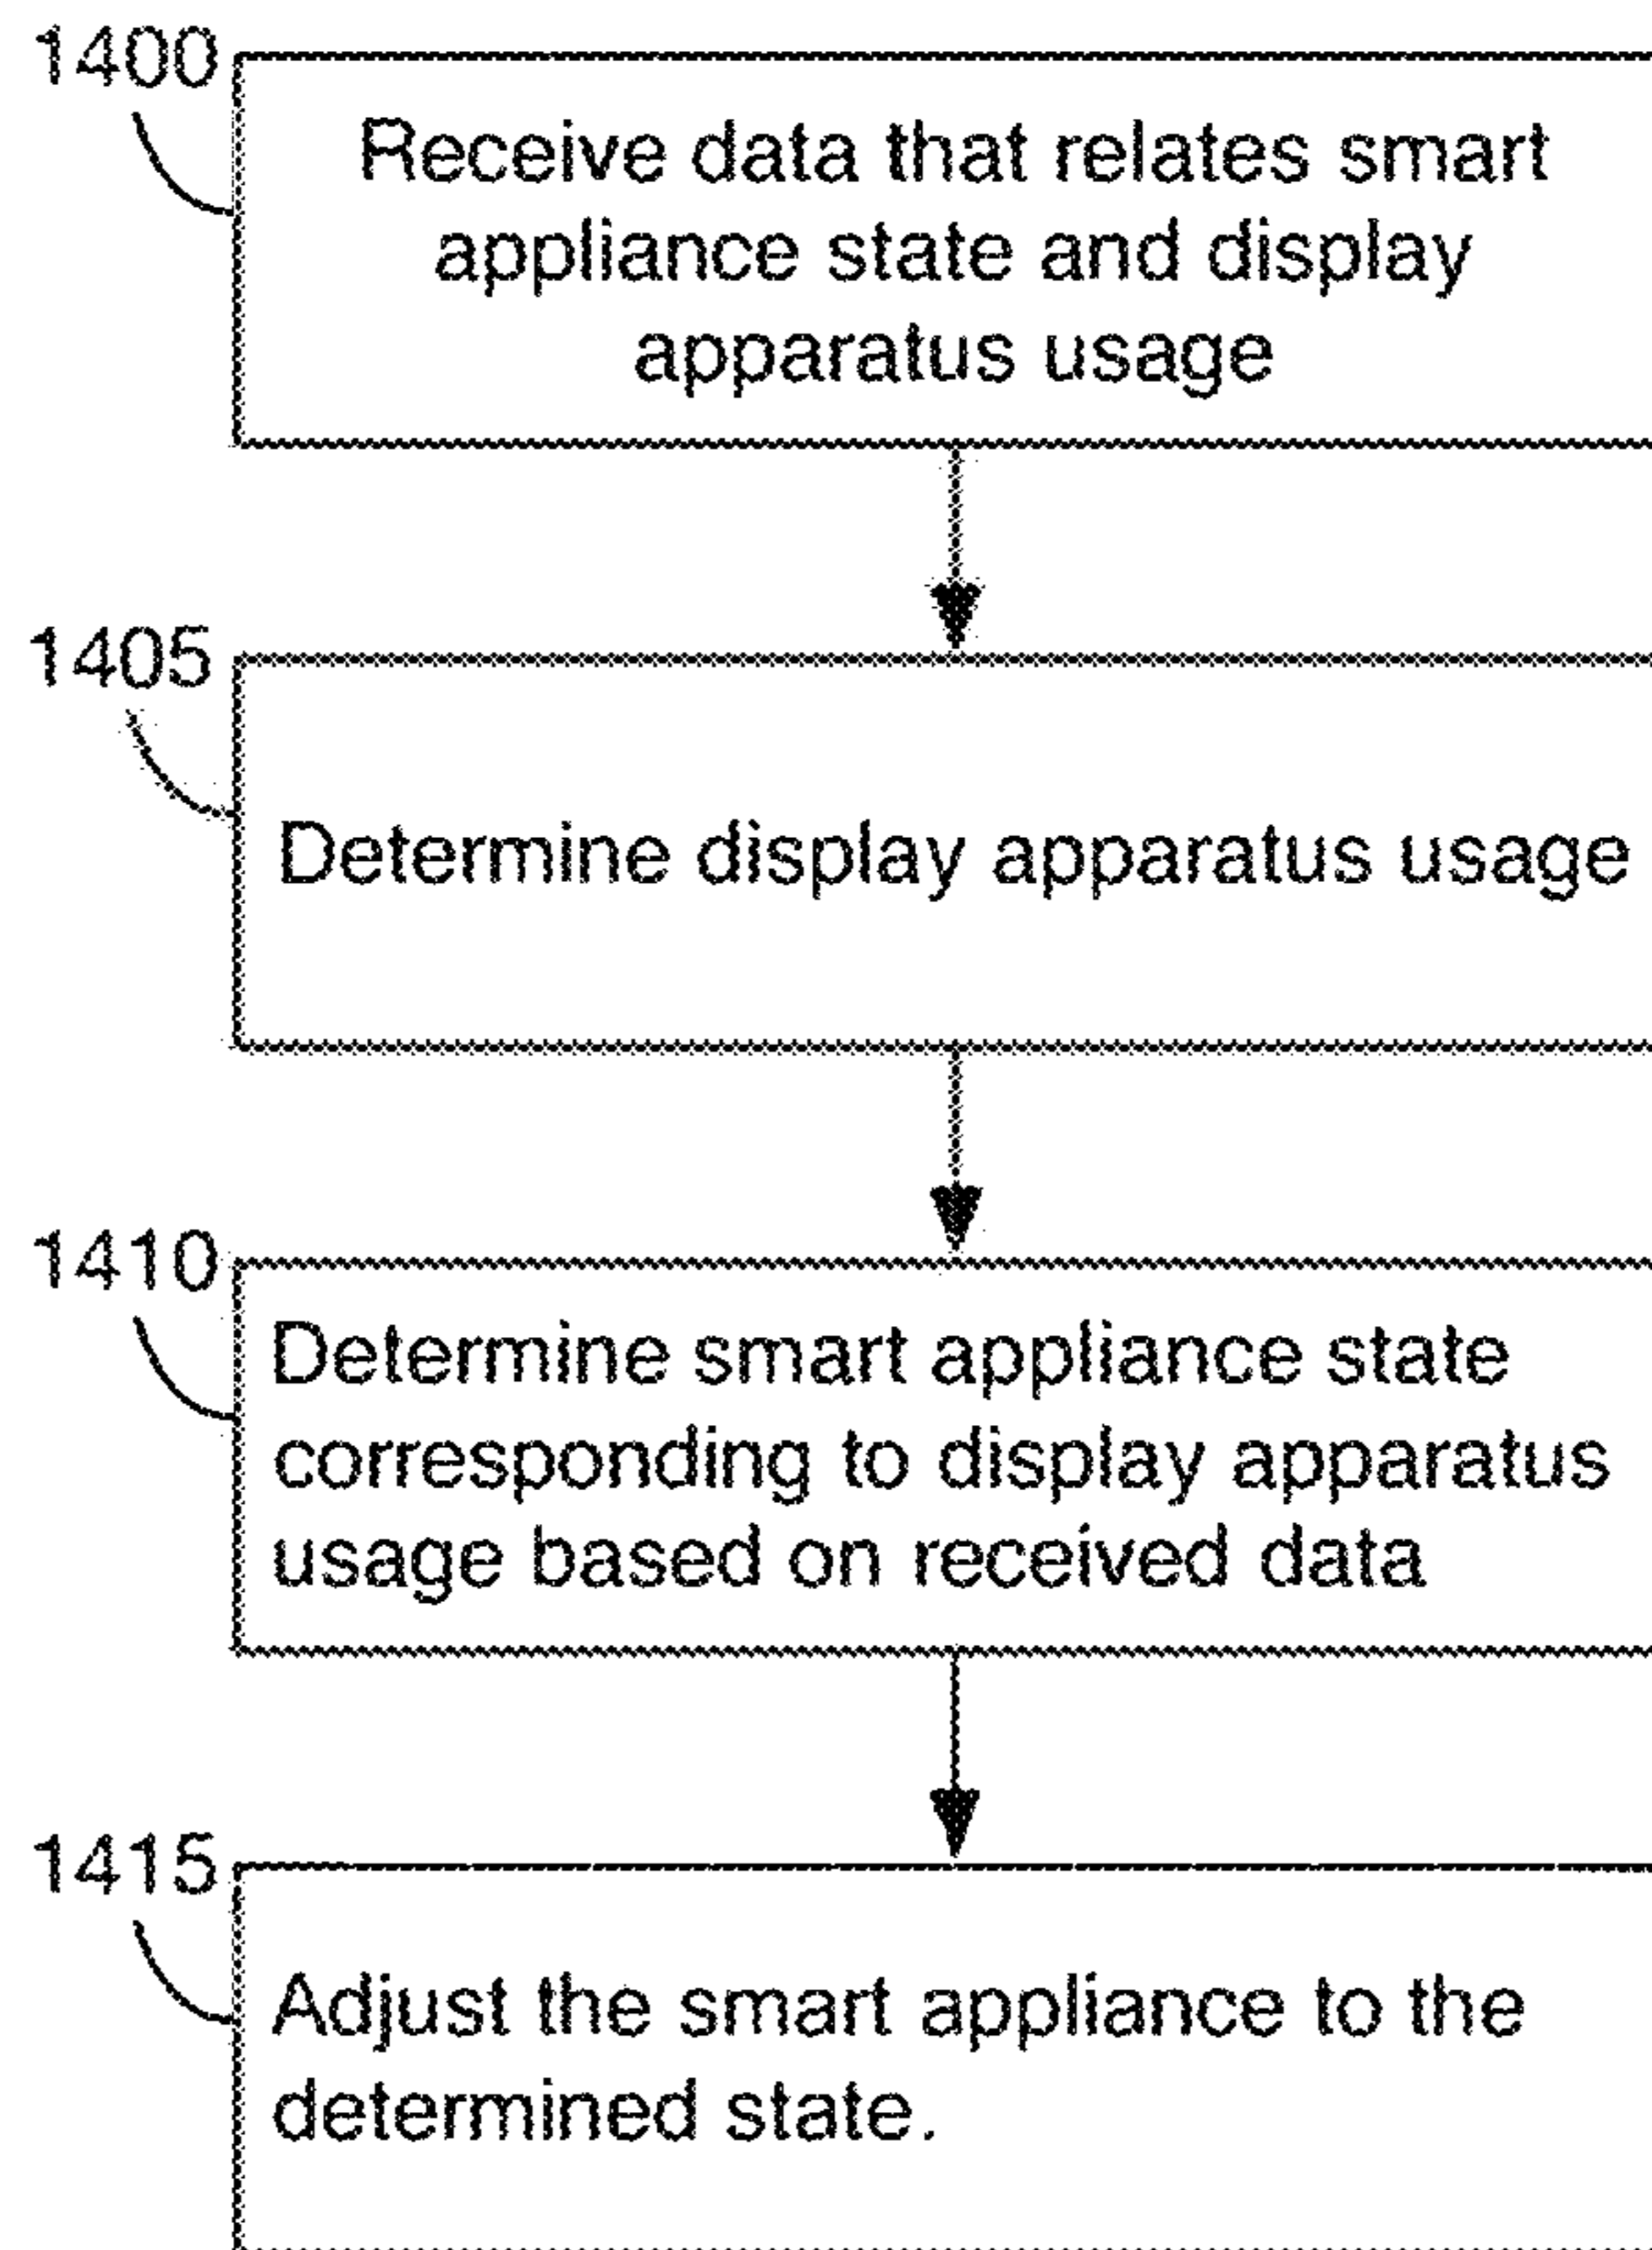 1400
Receive data that relates smart
appliance state and display
apparatus usage
1405
Determine display apparatus usage
1410
Determine smart appliance state
corresponding to display apparatus
usage based on received data
1415
Adjust the smart appliance to the
determined state.